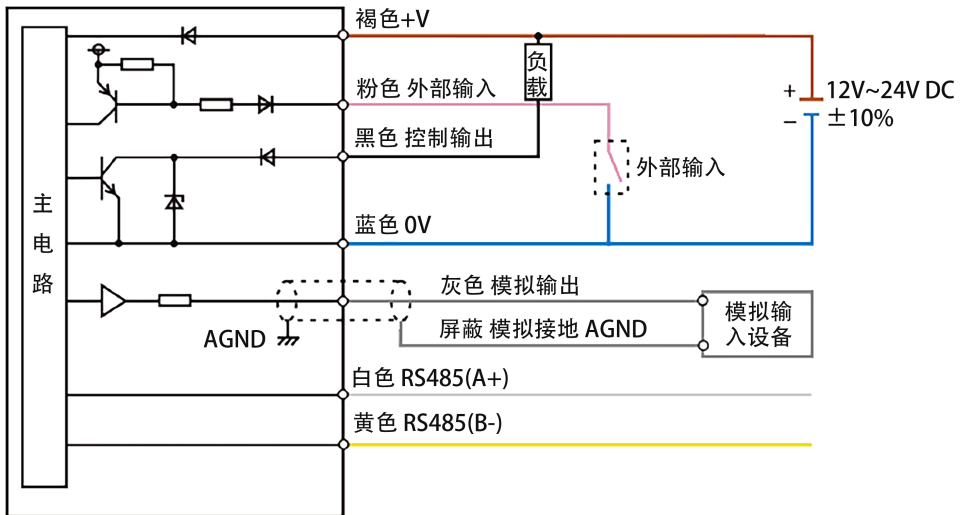 褐色+V
负载
粉色 外部输入
+ 12V~24V DC
− ±10%
黑色 控制输出
外部输入
主电路
蓝色 0V
灰色 模拟输出
模拟输
入设备
屏蔽 模拟接地 AGND
AGND
白色 RS485(A+)
黄色 RS485(B-)